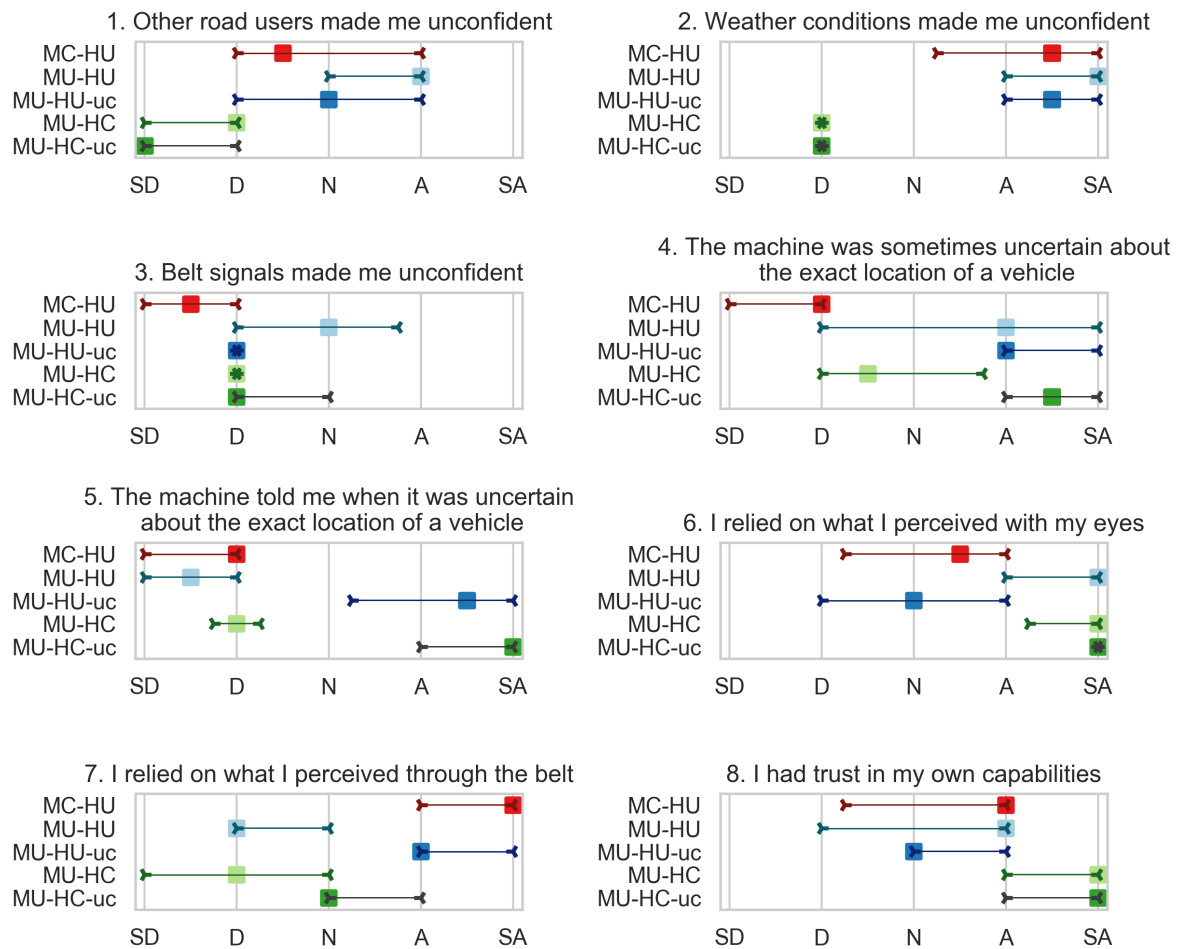 1. Other road users made me unconfident
MC-HU
MU-HU
MU-HU-uc
MU-HC
MU-HC-uc
SD D N A SA
2. Weather conditions made me unconfident
MC-HU
MU-HU
MU-HU-uc
MU-HC
MU-HC-uc
SD D N A SA
3. Belt signals made me unconfident
MC-HU
MU-HU
MU-HU-uc
MU-HC
MU-HC-uc
SD D N A SA
4. The machine was sometimes uncertain about
the exact location of a vehicle
MC-HU
MU-HU
MU-HU-uc
MU-HC
MU-HC-uc
SD D N A SA
5. The machine told me when it was uncertain
about the exact location of a vehicle
MC-HU
MU-HU
MU-HU-uc
MU-HC
MU-HC-uc
SD D N A SA
6. I relied on what I perceived with my eyes
MC-HU
MU-HU
MU-HU-uc
MU-HC
MU-HC-uc
SD D N A SA
7. I relied on what I perceived through the belt
MC-HU
MU-HU
MU-HU-uc
MU-HC
MU-HC-uc
SD D N A SA
8. I had trust in my own capabilities
MC-HU
MU-HU
MU-HU-uc
MU-HC
MU-HC-uc
SD D N A SA